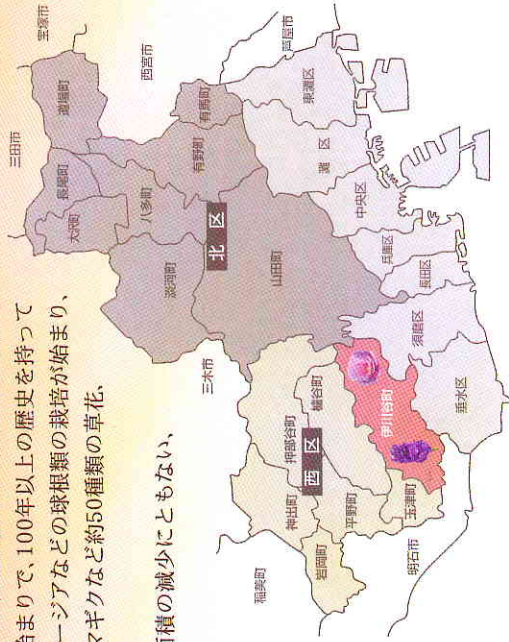 始まりで、100年以上の歴史を持って
ージアなどの球根類の栽培が始まり、
マギクなど約50種類の草花、
面積の減少にともない、
三田市
宝塚市
道場町
長尾町
大沢町
八多町
西宮市
有野町
有馬町
淡河町
北区
山田町
芦屋市
東灘区
灘区
中央区
兵庫区
長田区
須磨区
垂水区
三木市
押部谷町
櫨谷町
西区
伊川谷町
神出町
平野町
玉津町
岩岡町
稲美町
明石市